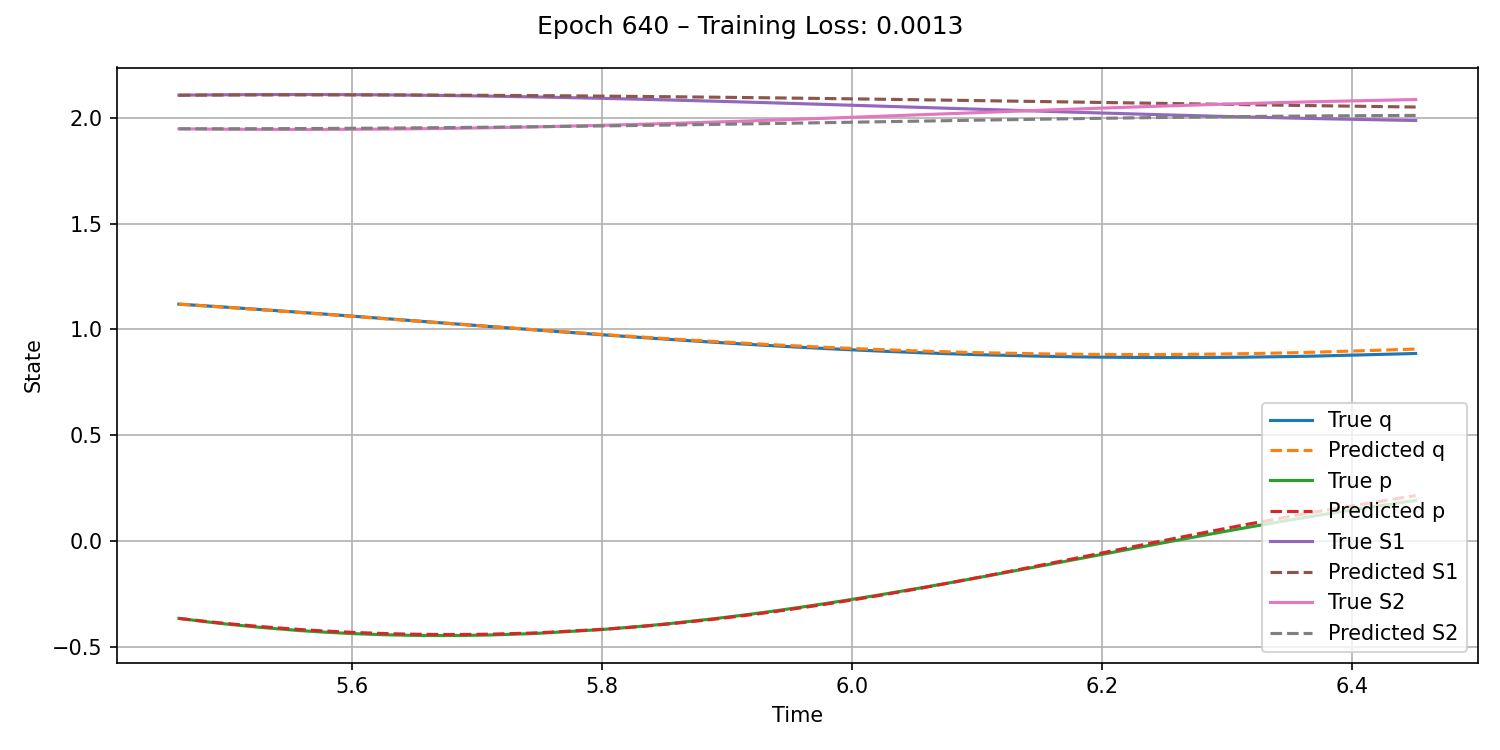 Epoch 640 – Training Loss: 0.0013
2.0
1.5
1.0
0.5
0.0
−0.5
State
5.6
5.8
6.0
6.2
6.4
Time
True q
Predicted q
True p
Predicted p
True S1
Predicted S1
True S2
Predicted S2